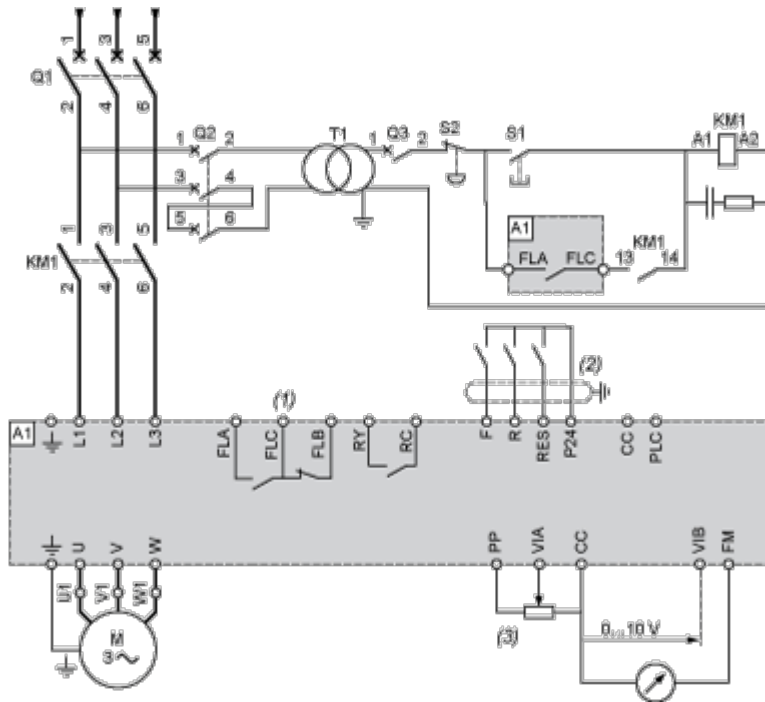 1 3 5
Q1
2 4 6
1 Q2 2
3 4
5 6
T1
1 Q3 2
S2
S1
KM1
A1 A2
A1
FLA FLC
KM1
13 14
1 3 5
KM1
2 4 6
(1)
(2)
A1
L1 L2 L3
FLA FLC FLB RY RC
F R RES P24 CC PLC
U V W
PP VIA CC VIB FM
U1 V1 W1
M
3~
(3)
0...10 V